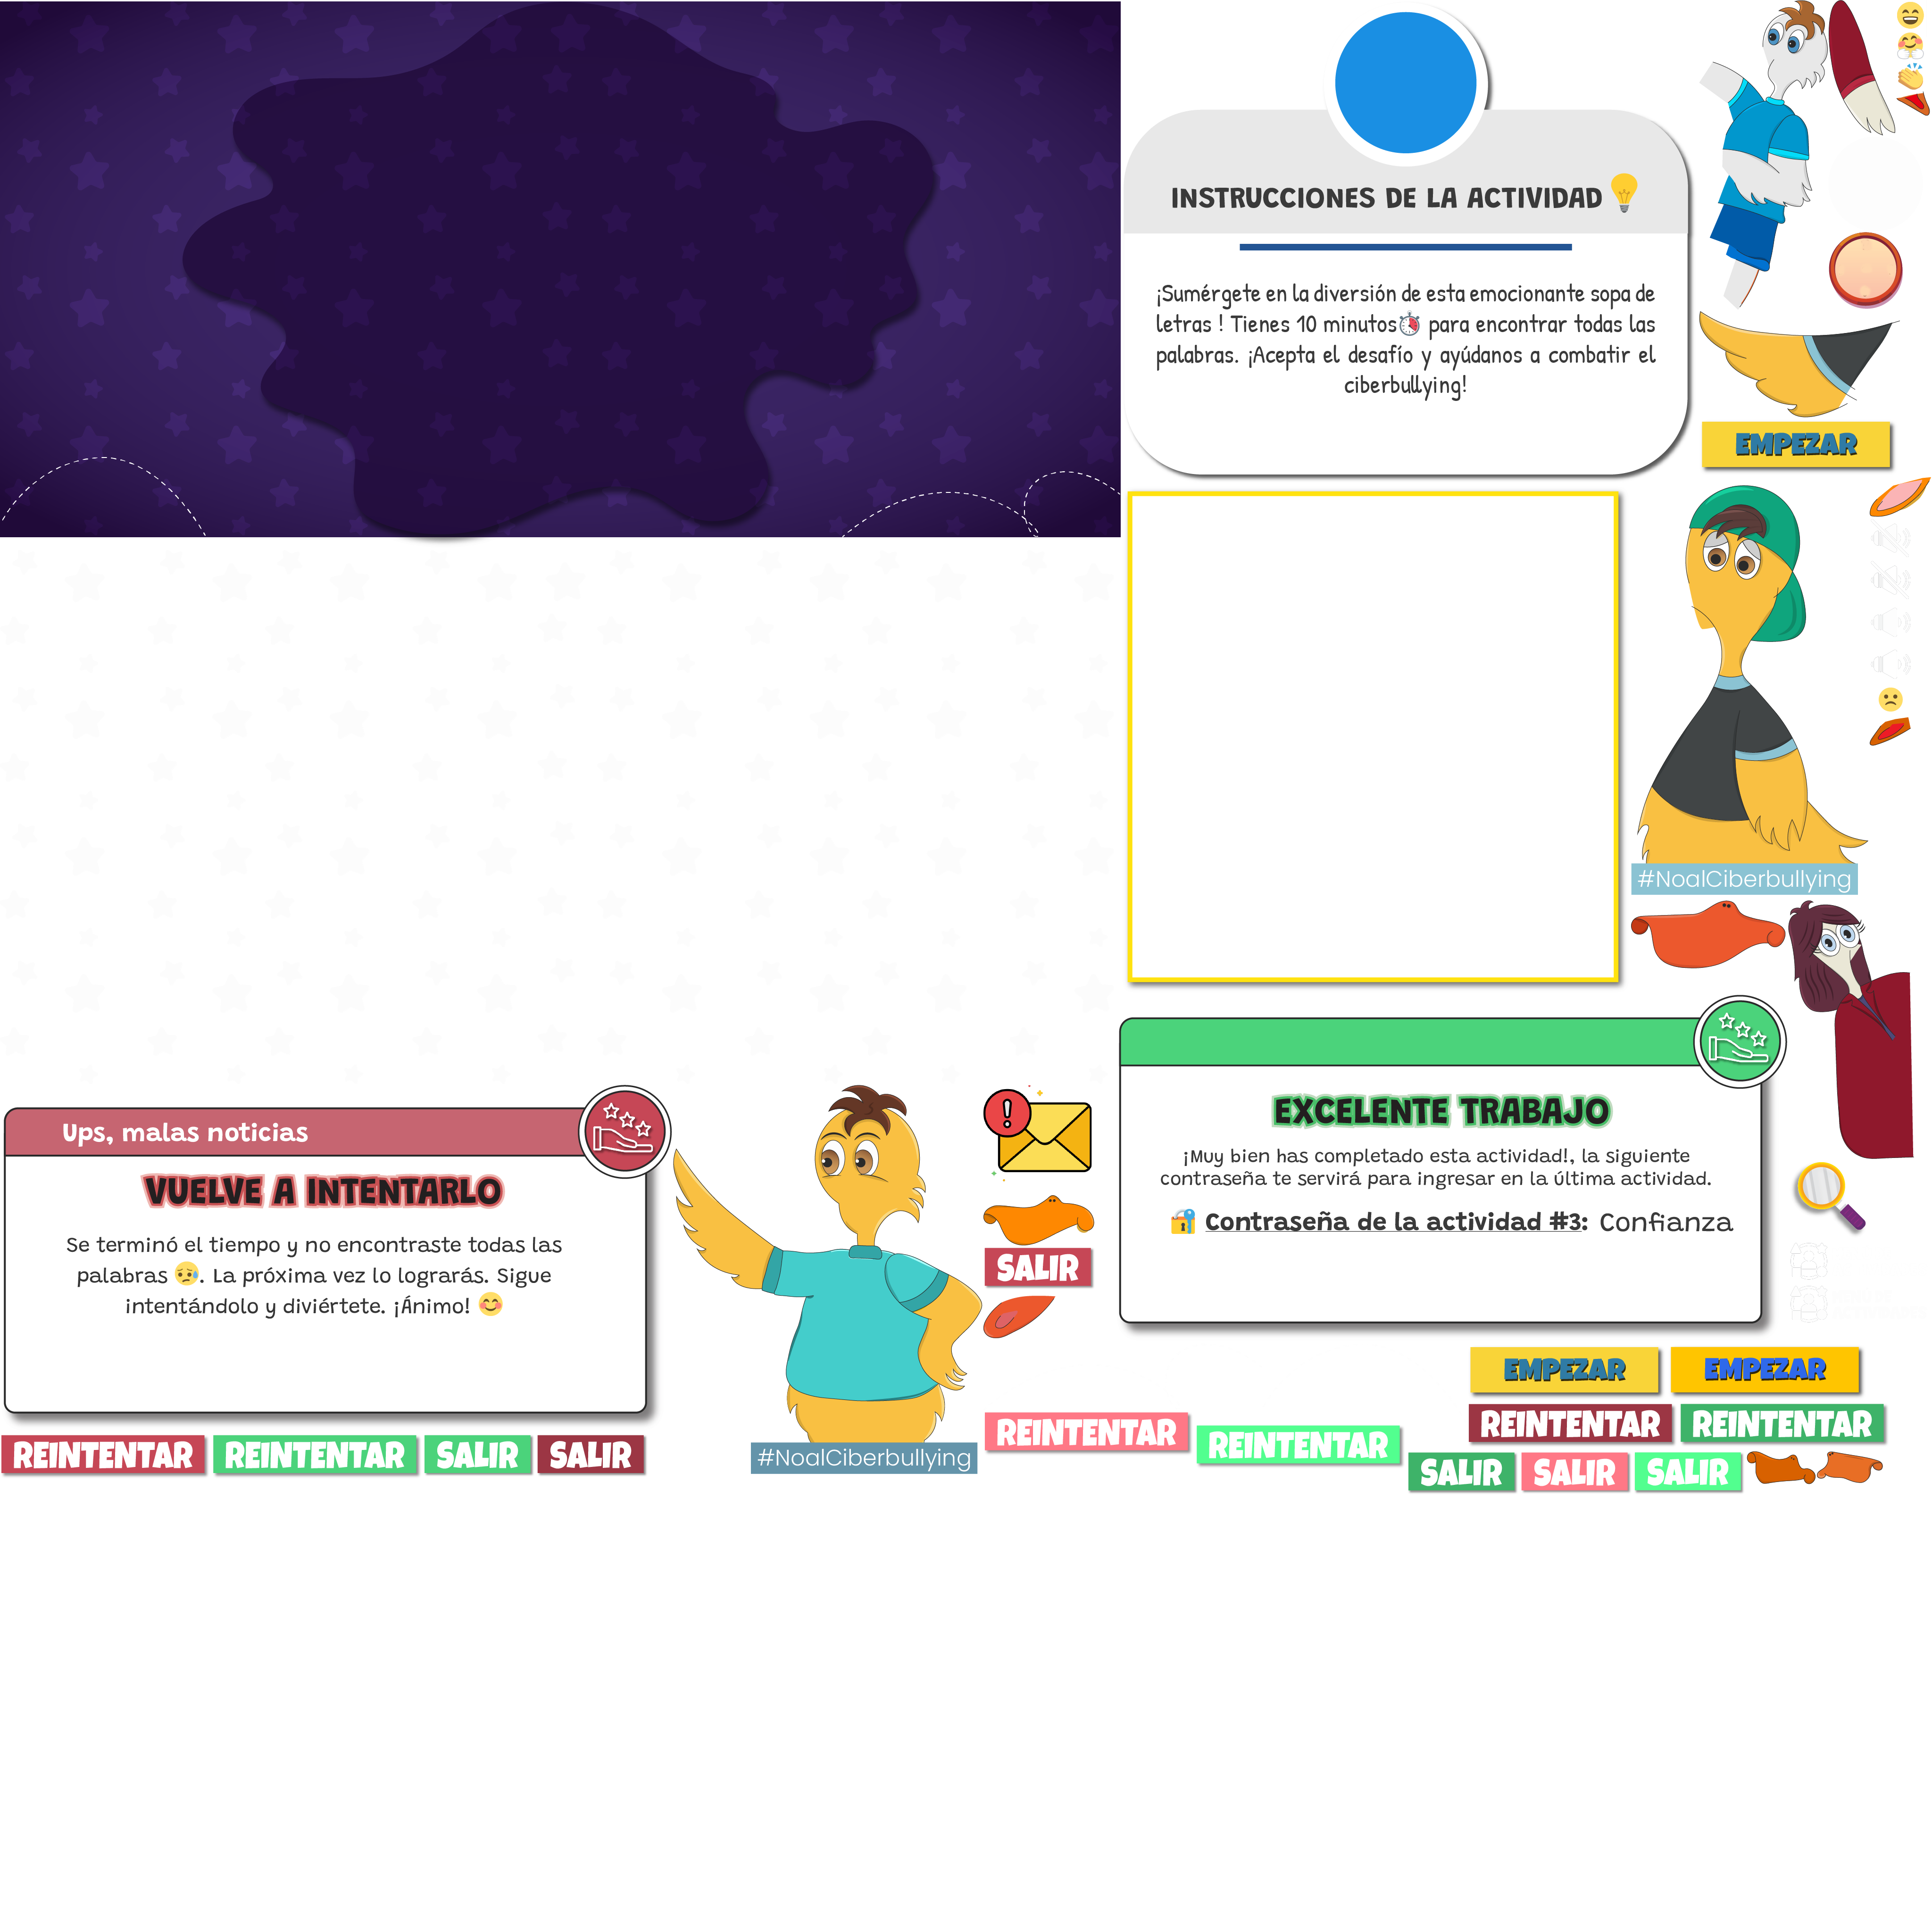 INSTRUCCIONES DE LA ACTIVIDAD
¡Sumérgete en la diversión de esta emocionante sopa de
letras ! Tienes 10 minutos para encontrar todas las
palabras. ¡Acepta el desafío y ayúdanos a combatir el
ciberbullying!
EMPEZAR
#NoalCiberbullying
Ups, malas noticias
VUELVE A INTENTARLO
Se terminó el tiempo y no encontraste todas las
palabras 😥. La próxima vez lo lograrás. Sigue
intentándolo y diviértete. ¡Ánimo! 😊
SALIR
EXCELENTE TRABAJO
¡Muy bien has completado esta actividad!, la siguiente
contraseña te servirá para ingresar en la última actividad.
🔐 Contraseña de la actividad #3: Confianza
EMPEZAR
EMPEZAR
REINTENTAR
REINTENTAR
SALIR
SALIR
#NoalCiberbullying
REINTENTAR
REINTENTAR
REINTENTAR
REINTENTAR
SALIR
SALIR
SALIR